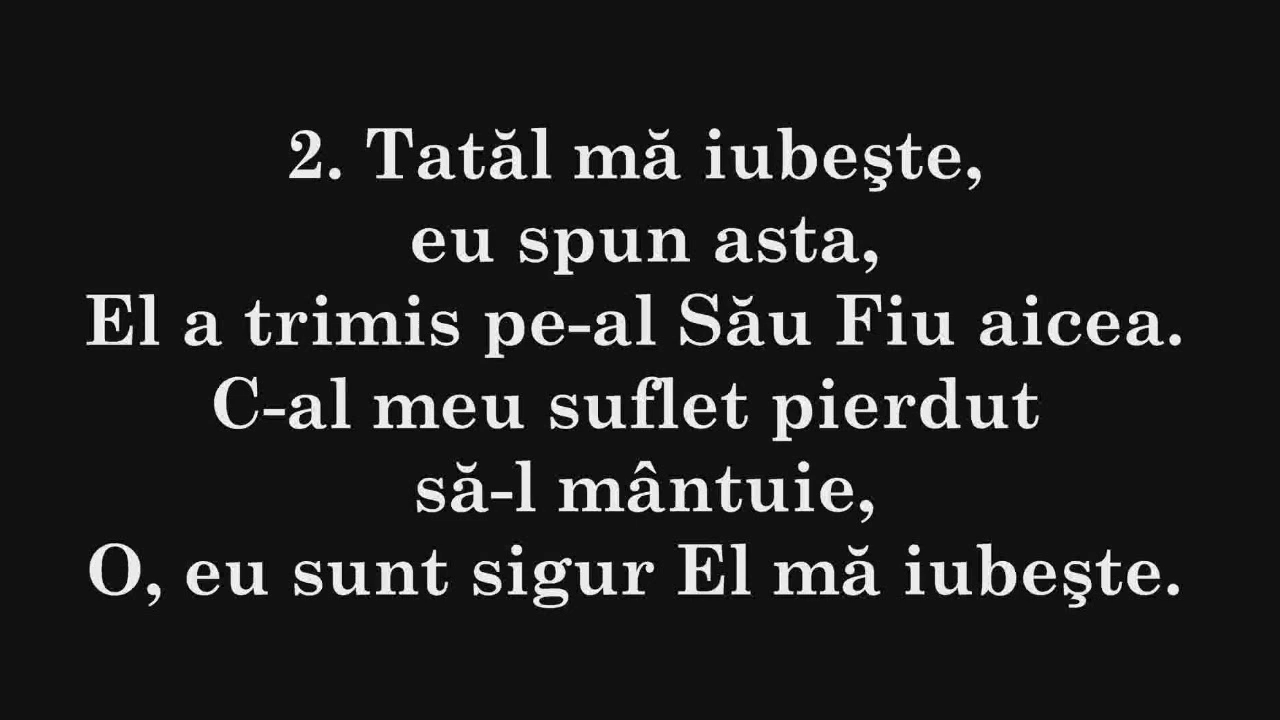 2. Tatăl mă iubeşte,
eu spun asta,
El a trimis pe-al Său Fiu aicea.
C-al meu suflet pierdut
să-l mântuie,
O, eu sunt sigur El mă iubeşte.